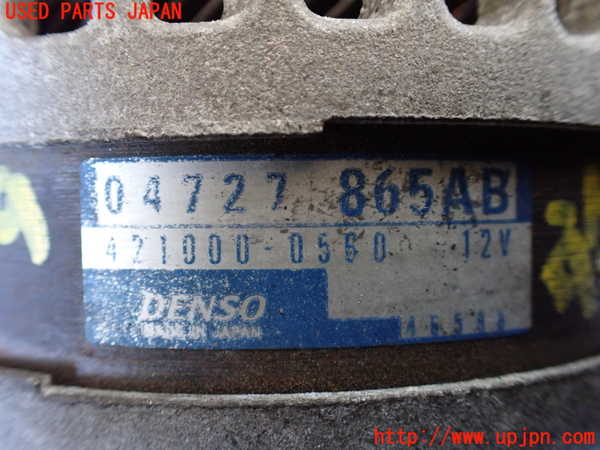 USED PARTS JAPAN
04727 865AB
421000-0560 12V
DENSO
MADE IN JAPAN
http://www.upjpn.com/